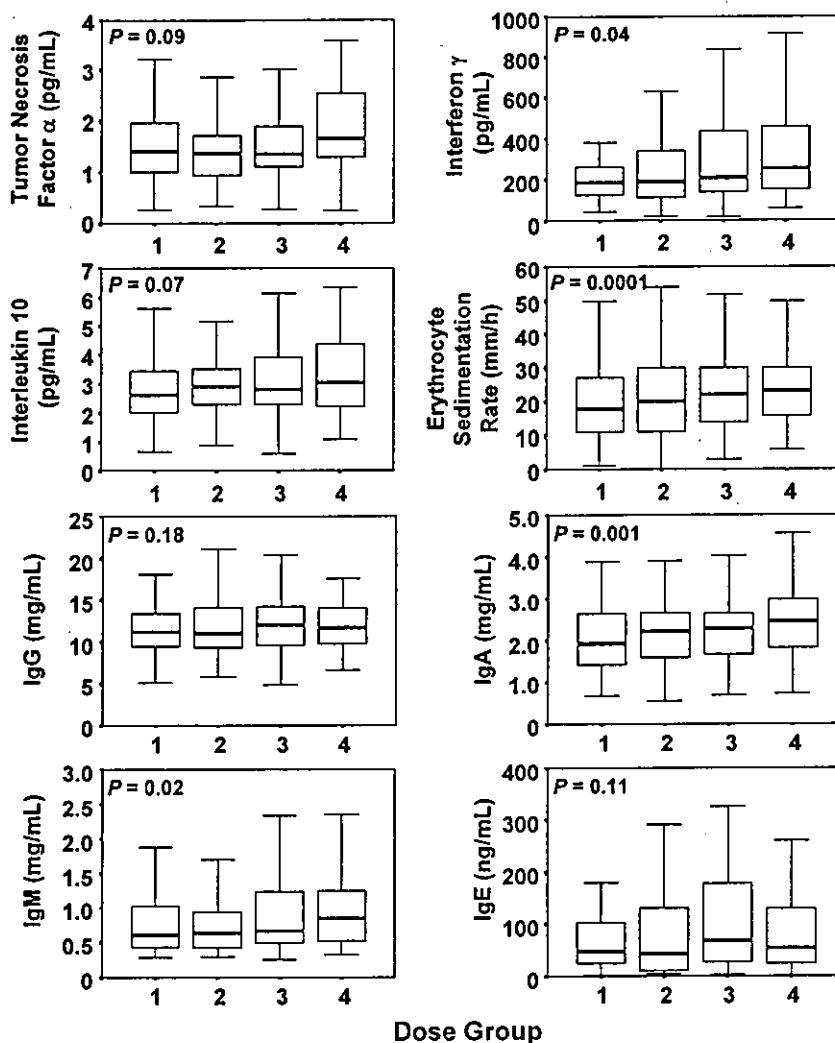 Tumor Necrosis
Factor α (pg/mL)
4
3
2
1
0
P = 0.09
1 2 3 4
Interferon γ
(pg/mL)
1000
800
600
400
200
0
P = 0.04
1 2 3 4
Interleukin 10
(pg/mL)
7
6
5
4
3
2
1
0
P = 0.07
1 2 3 4
Erythrocyte
Sedimentation
Rate (mm/h)
60
50
40
30
20
10
0
P = 0.0001
1 2 3 4
IgG (mg/mL)
25
20
15
10
5
0
P = 0.18
1 2 3 4
IgA (mg/mL)
5.0
4.0
3.0
2.0
1.0
0
P = 0.001
1 2 3 4
IgM (mg/mL)
3.0
2.5
2.0
1.5
1.0
0.5
0
P = 0.02
1 2 3 4
IgE (ng/mL)
400
300
200
100
0
P = 0.11
1 2 3 4
Dose Group